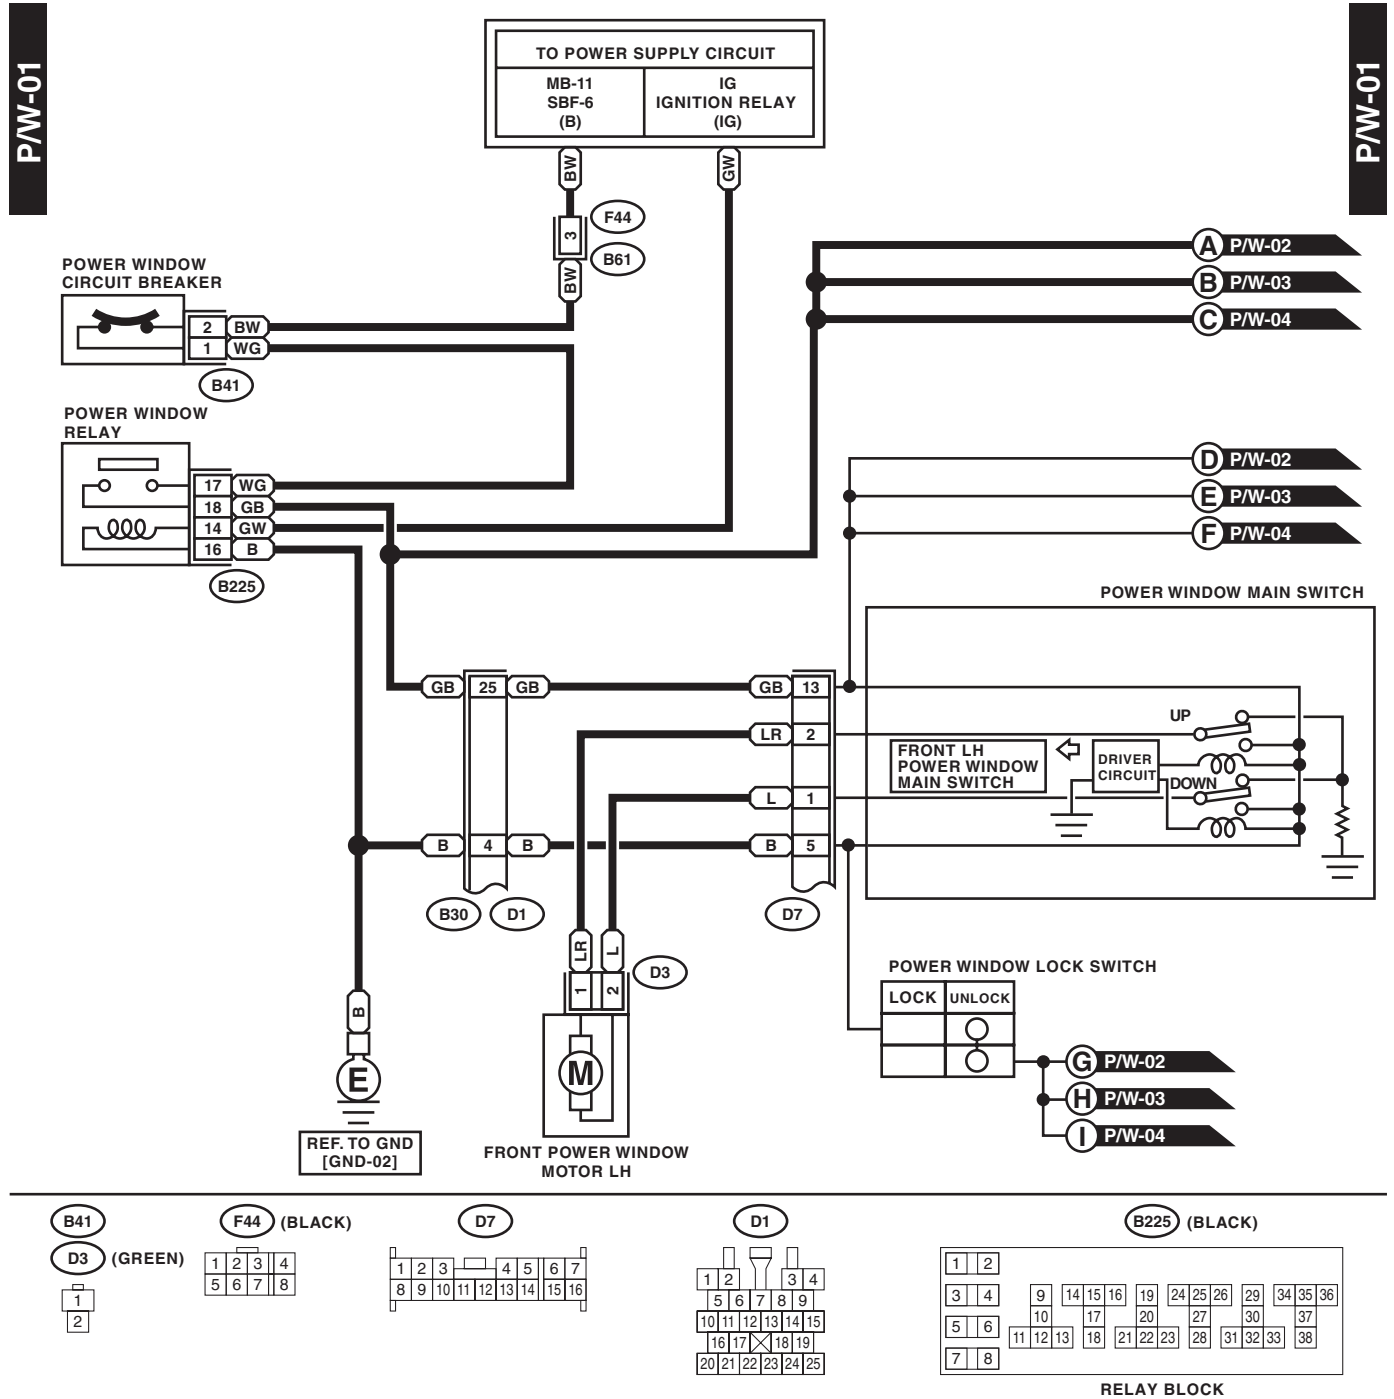 P/W-01
P/W-01
TO POWER SUPPLY CIRCUIT
MB-11
SBF-6
(B)
IG
IGNITION RELAY
(IG)
BW
GW
3
F44
B61
BW
A P/W-02
B P/W-03
C P/W-04
POWER WINDOW
CIRCUIT BREAKER
2 BW
1 WG
B41
POWER WINDOW
RELAY
17 WG
18 GB
14 GW
16 B
B225
D P/W-02
E P/W-03
F P/W-04
POWER WINDOW MAIN SWITCH
GB 25 GB
GB 13
LR 2
L 1
B 4 B
B 5
UP
FRONT LH
POWER WINDOW
MAIN SWITCH
DRIVER
CIRCUIT
DOWN
B30
D1
D7
LR
L
D3
1
2
M
FRONT POWER WINDOW
MOTOR LH
B
E
REF. TO GND
[GND-02]
POWER WINDOW LOCK SWITCH
LOCK UNLOCK
G P/W-02
H P/W-03
I P/W-04
B41
D3 (GREEN)
1
2
F44 (BLACK)
1 2 3 4
5 6 7 8
D7
1 2 3 4 5 6 7
8 9 10 11 12 13 14 15 16
D1
1 2 3 4
5 6 7 8 9
10 11 12 13 14 15
16 17 18 19
20 21 22 23 24 25
B225 (BLACK)
1 2
3 4 9 14 15 16 19 24 25 26 29 34 35 36
10 17 20 27 30 37
5 6 11 12 13 18 21 22 23 28 31 32 33 38
7 8
RELAY BLOCK